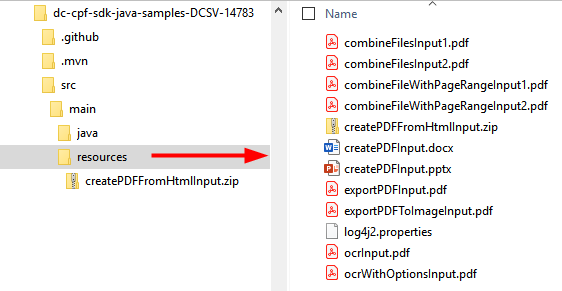 dc-cpf-sdk-java-samples-DCSV-14783
.github
.mvn
src
main
java
resources
createPDFFromHtmlInput.zip
Name
combineFilesInput1.pdf
combineFilesInput2.pdf
combineFileWithPageRangeInput1.pdf
combineFileWithPageRangeInput2.pdf
createPDFFromHtmlInput.zip
createPDFInput.docx
createPDFInput.pptx
exportPDFInput.pdf
exportPDFToImageInput.pdf
log4j2.properties
ocrInput.pdf
ocrWithOptionsInput.pdf